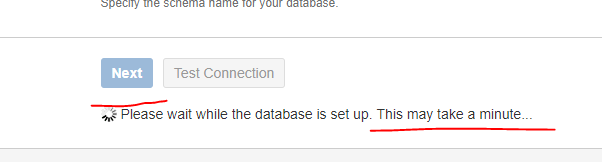 Specify the schema name for your database.
Next Test Connection
Please wait while the database is set up. This may take a minute...